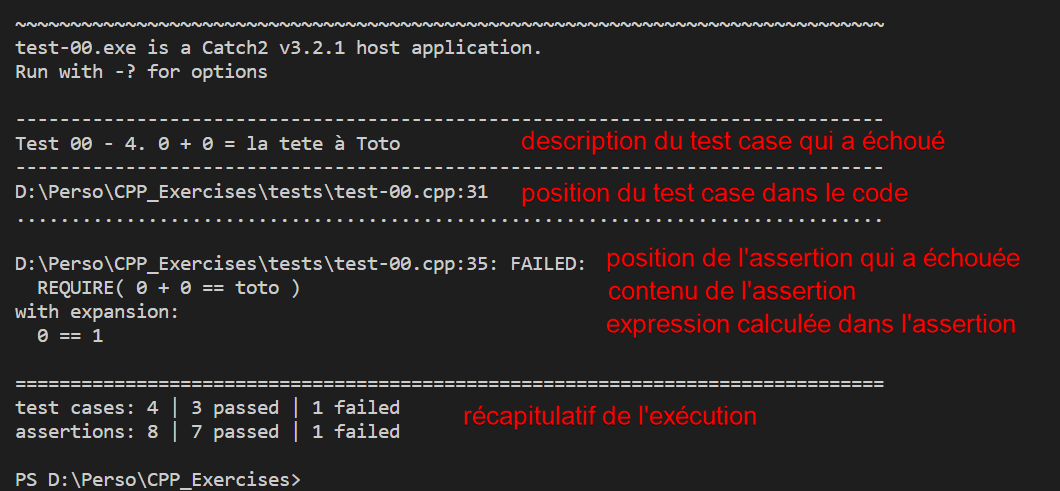 ~~~~~~~~~~~~~~~~~~~~~~~~~~~~~~~~~~~~~~~~~~~~~~~~~~~~~~~~~~~~~~~~~~~~~~~~~~~~~~~
test-00.exe is a Catch2 v3.2.1 host application.
Run with -? for options
-------------------------------------------------------------------------------
Test 00 - 4. 0 + 0 = la tete à Toto description du test case qui a échoué
-------------------------------------------------------------------------------
D:\Perso\CPP_Exercises\tests\test-00.cpp:31 position du test case dans le code
...............................................................................
D:\Perso\CPP_Exercises\tests\test-00.cpp:35: FAILED: position de l'assertion qui a échouée
REQUIRE( 0 + 0 == toto ) contenu de l'assertion
with expansion: expression calculée dans l'assertion
0 == 1
===============================================================================
test cases: 4 | 3 passed | 1 failed récapitulatif de l'exécution
assertions: 8 | 7 passed | 1 failed
PS D:\Perso\CPP_Exercises>